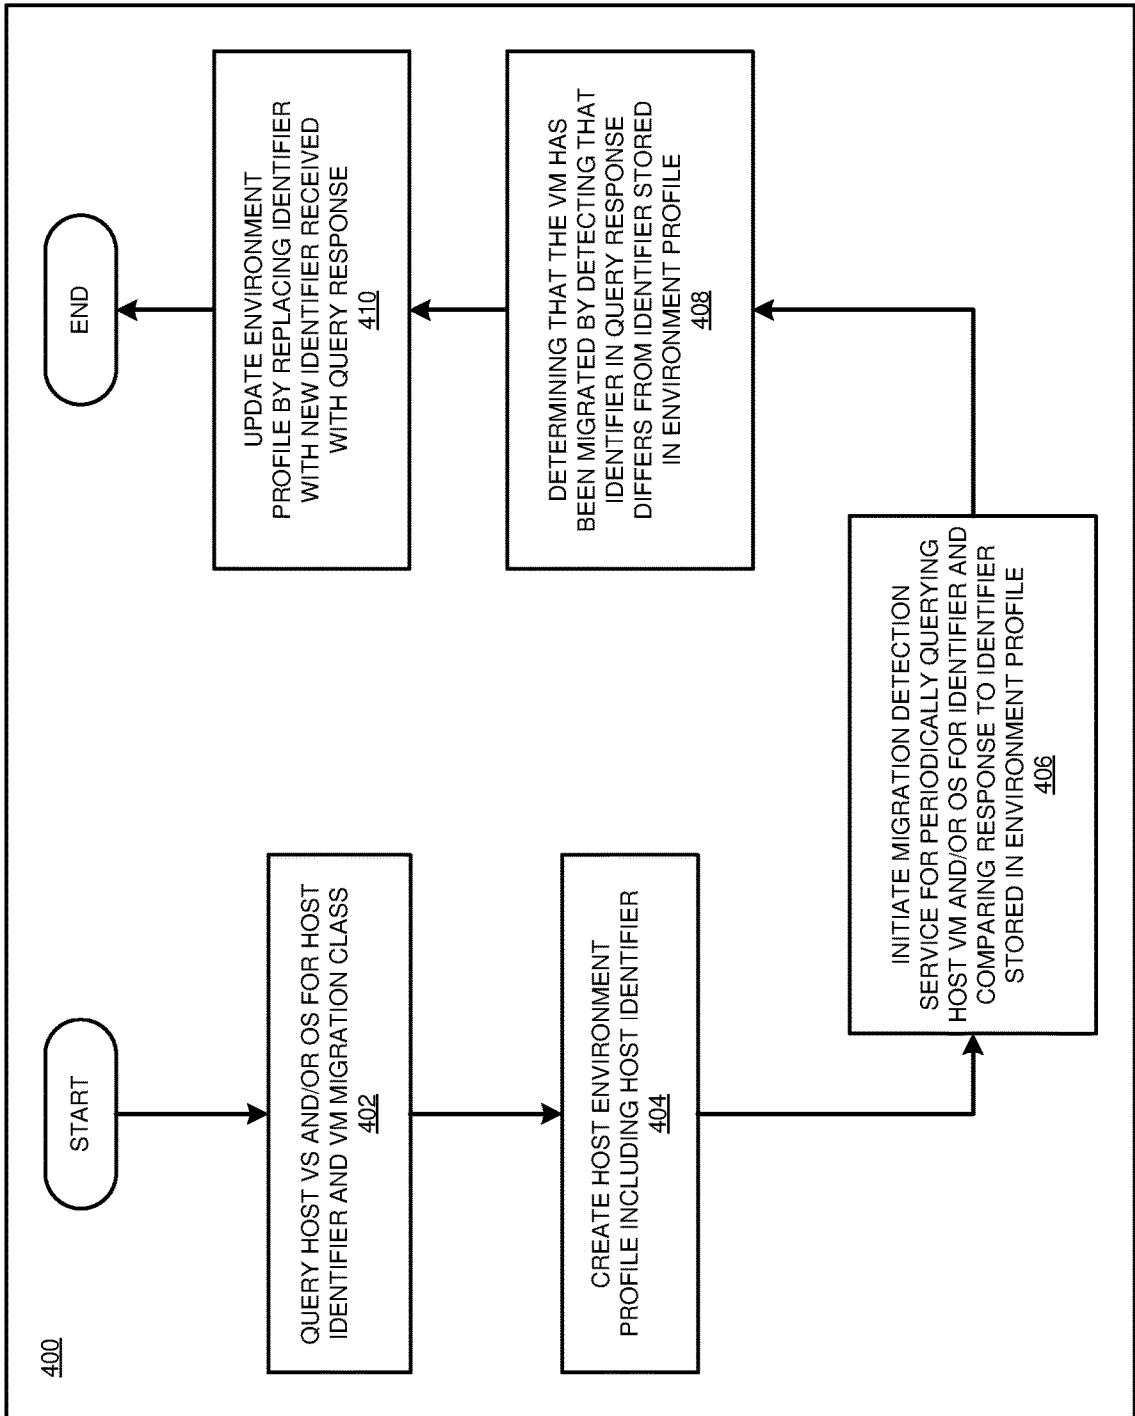 400
START
QUERY HOST VS AND/OR OS FOR HOST
IDENTIFIER AND VM MIGRATION CLASS
402
CREATE HOST ENVIRONMENT
PROFILE INCLUDING HOST IDENTIFIER
404
INITIATE MIGRATION DETECTION
SERVICE FOR PERIODICALLY QUERYING
HOST VM AND/OR OS FOR IDENTIFIER AND
COMPARING RESPONSE TO IDENTIFIER
STORED IN ENVIRONMENT PROFILE
406
DETERMINING THAT THE VM HAS
BEEN MIGRATED BY DETECTING THAT
IDENTIFIER IN QUERY RESPONSE
DIFFERS FROM IDENTIFIER STORED
IN ENVIRONMENT PROFILE
408
UPDATE ENVIRONMENT
PROFILE BY REPLACING IDENTIFIER
WITH NEW IDENTIFIER RECEIVED
WITH QUERY RESPONSE
410
END